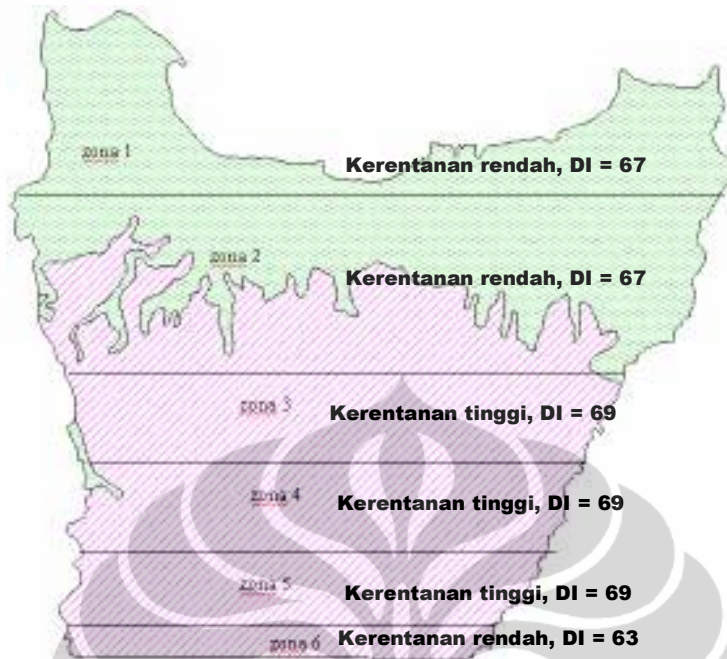 zona 1
Kerentanan rendah, DI = 67
zona 2
Kerentanan rendah, DI = 67
zona 3
Kerentanan tinggi, DI = 69
zona 4
Kerentanan tinggi, DI = 69
zona 5
Kerentanan tinggi, DI = 69
zona 6
Kerentanan rendah, DI = 63